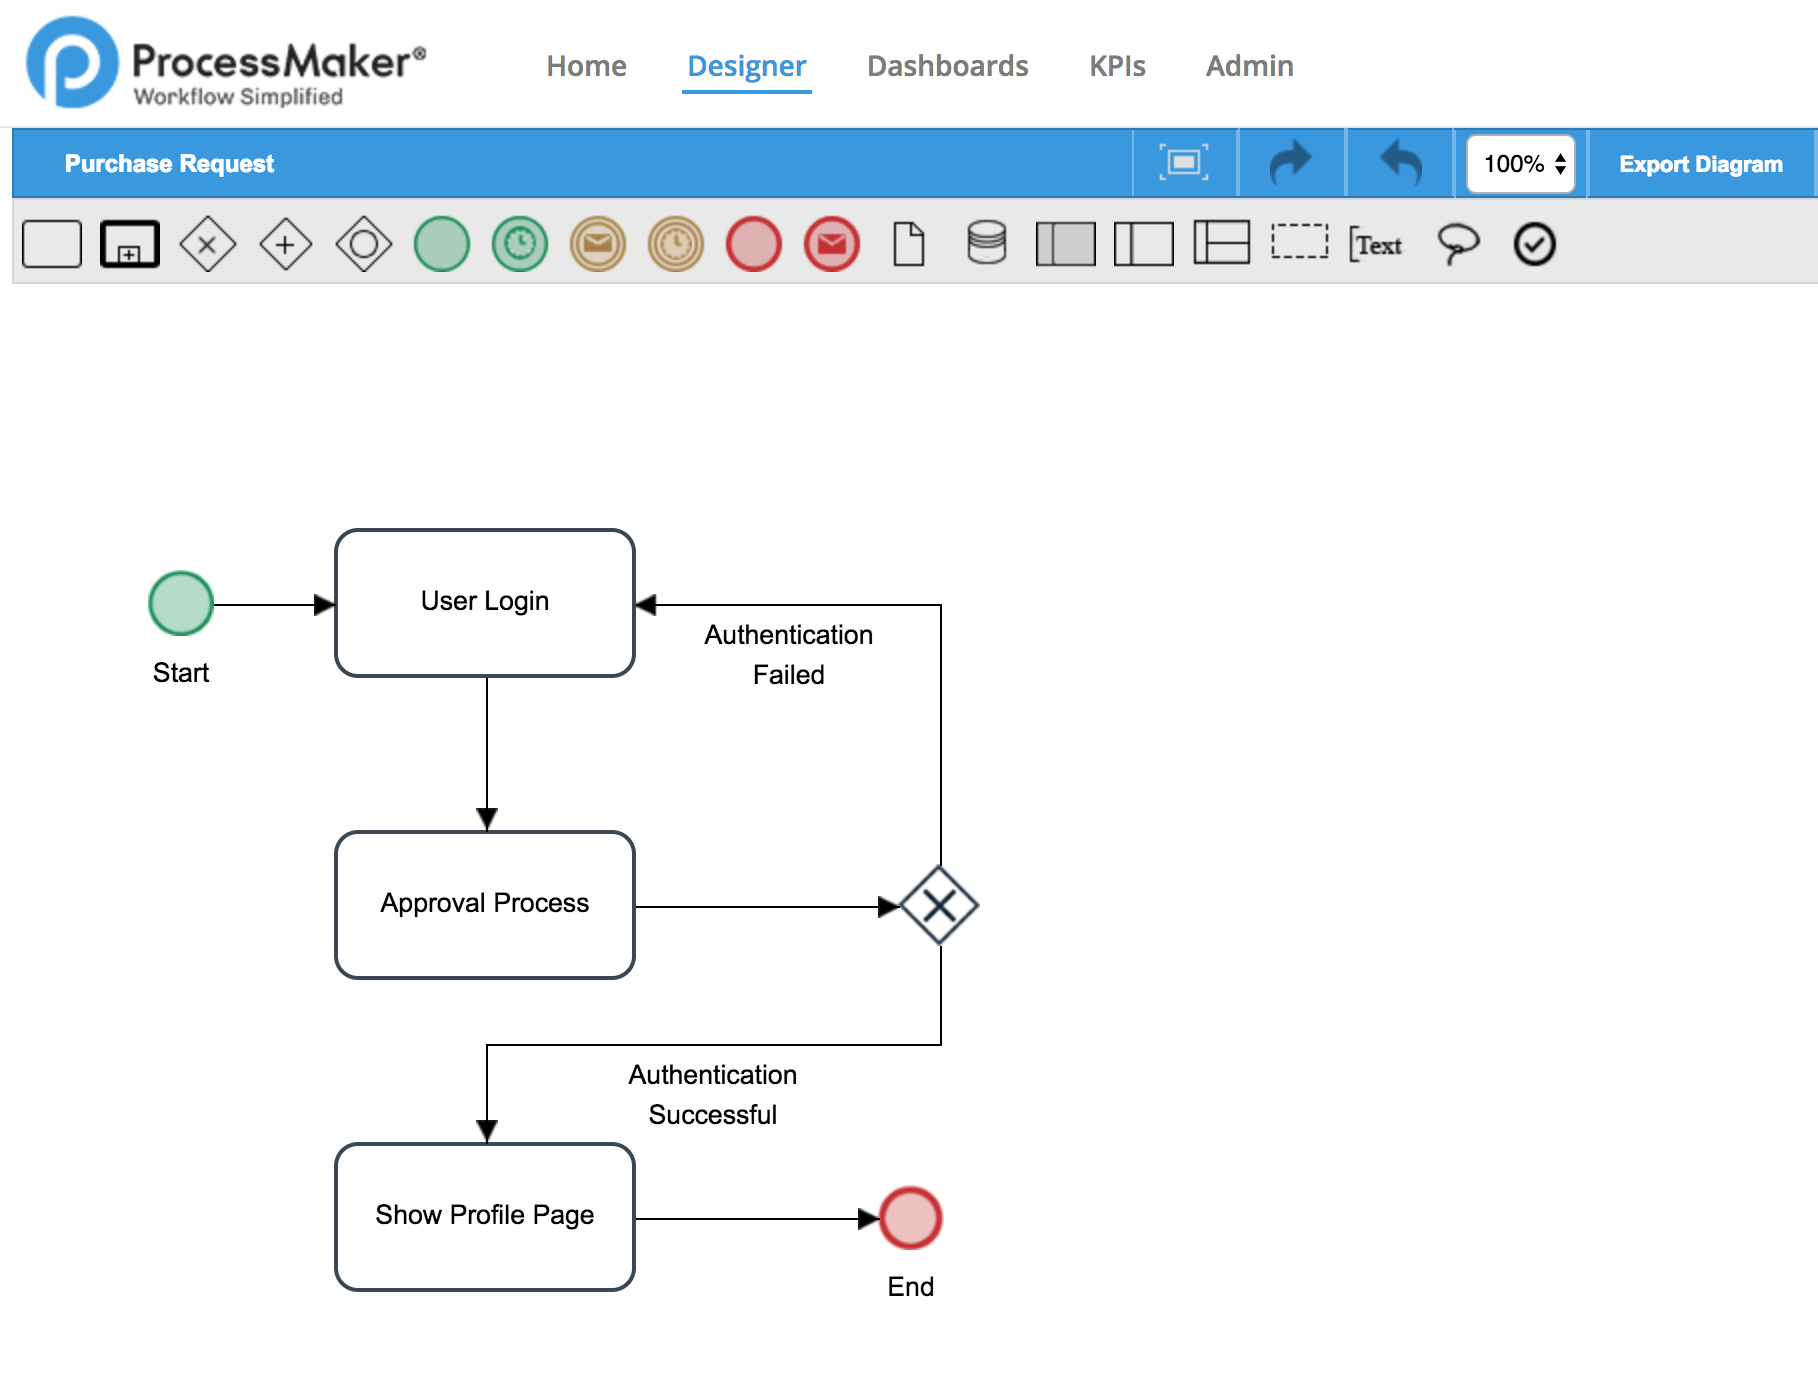 ProcessMaker®
Workflow Simplified
Home
Designer
Dashboards
KPIs
Admin
Purchase Request
100%
Export Diagram
Text
User Login
Start
Authentication
Failed
Approval Process
Authentication
Successful
Show Profile Page
End